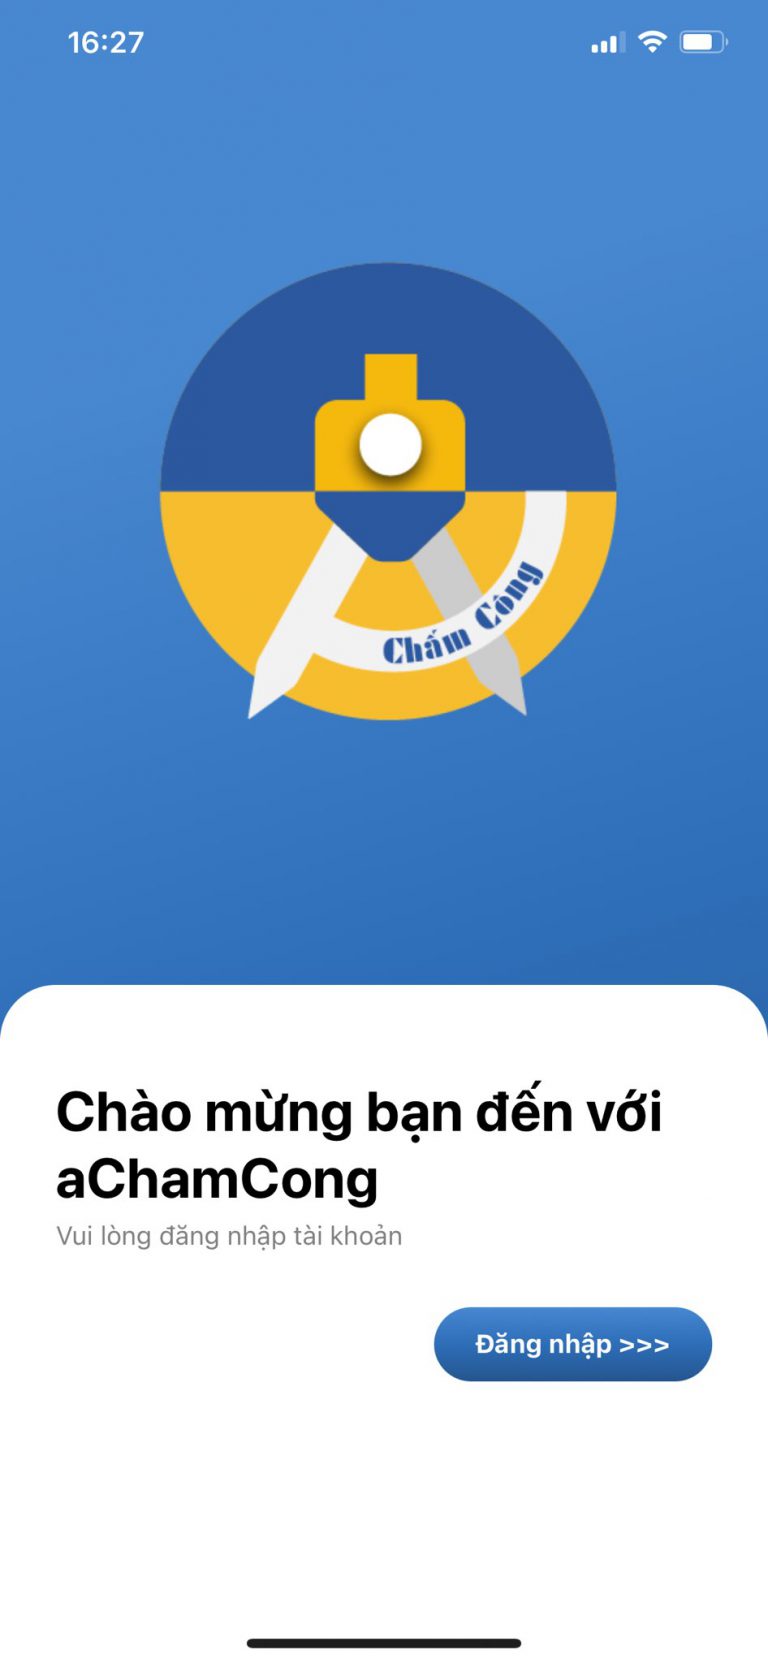 16:27
Chấm Công
Chào mừng bạn đến với
aChamCong
Vui lòng đăng nhập tài khoản
Đăng nhập >>>